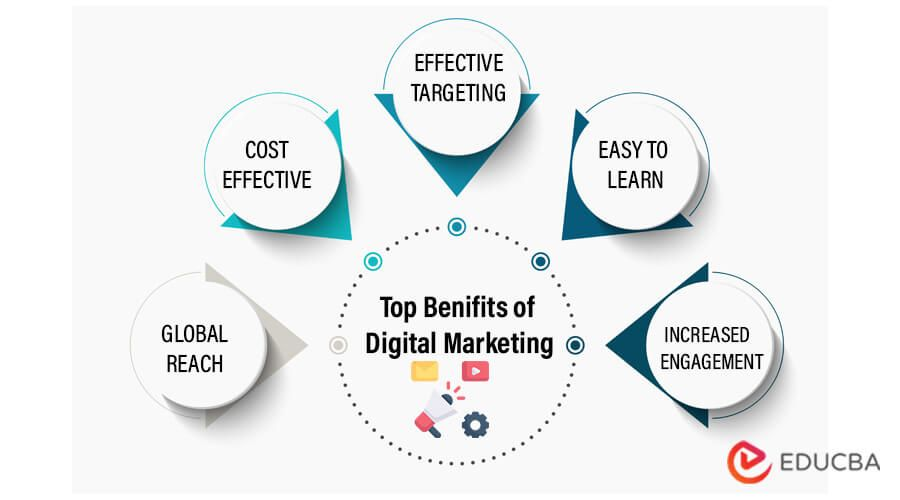 EFFECTIVE
TARGETING
COST
EFFECTIVE
EASY TO
LEARN
GLOBAL
REACH
Top Benifits of
Digital Marketing
INCREASED
ENGAGEMENT
EDUCBA